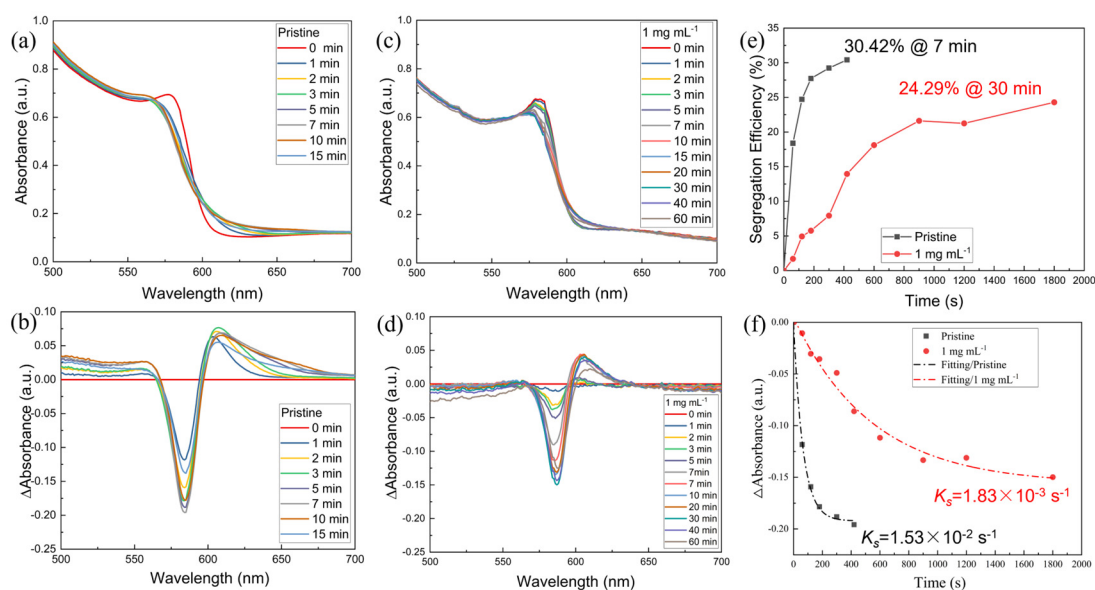 (a)
Pristine
0 min
1 min
2 min
3 min
5 min
7 min
10 min
15 min
Absorbance (a.u.)
1.0
0.8
0.6
0.4
0.2
0.0
500 550 600 650 700
Wavelength (nm)
(c)
1 mg mL⁻¹
0 min
1 min
2 min
3 min
5 min
7 min
10 min
15 min
20 min
30 min
40 min
60 min
Absorbance (a.u.)
1.0
0.8
0.6
0.4
0.2
0.0
500 550 600 650 700
Wavelength (nm)
(e)
30.42% @ 7 min
24.29% @ 30 min
Pristine
1 mg mL⁻¹
Segregation Efficiency (%)
35
30
25
20
15
10
5
0
0 200 400 600 800 1000 1200 1400 1600 1800 2000
Time (s)
(b)
Pristine
0 min
1 min
2 min
3 min
5 min
7 min
10 min
15 min
ΔAbsorbance (a.u.)
0.10
0.05
0.00
-0.05
-0.10
-0.15
-0.20
-0.25
500 550 600 650 700
Wavelength (nm)
(d)
1 mg mL⁻¹
0 min
1 min
2 min
3 min
5 min
7min
7 min
10 min
20 min
30 min
40 min
60 min
ΔAbsorbance (a.u.)
0.10
0.05
0.00
-0.05
-0.10
-0.15
-0.20
-0.25
500 550 600 650 700
Wavelength (nm)
(f)
Pristine
1 mg mL⁻¹
Fitting/Pristine
Fitting/1 mg mL⁻¹
Kₛ=1.83×10⁻³ s⁻¹
Kₛ=1.53×10⁻² s⁻¹
△Absorbance (a.u.)
0.00
-0.05
-0.10
-0.15
-0.20
0 200 400 600 800 1000 1200 1400 1600 1800 2000
Time (s)